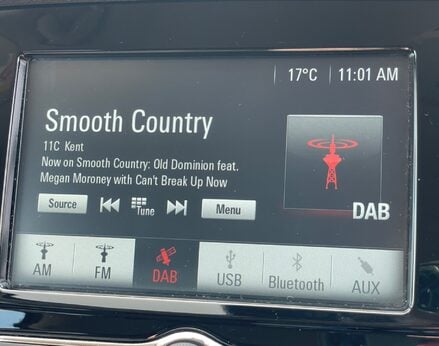 17°C 11:01 AM
Smooth Country
11C Kent
Now on Smooth Country: Old Dominion feat.
Megan Moroney with Can't Break Up Now
Source Tune Menu
DAB
AM FM DAB USB Bluetooth AUX